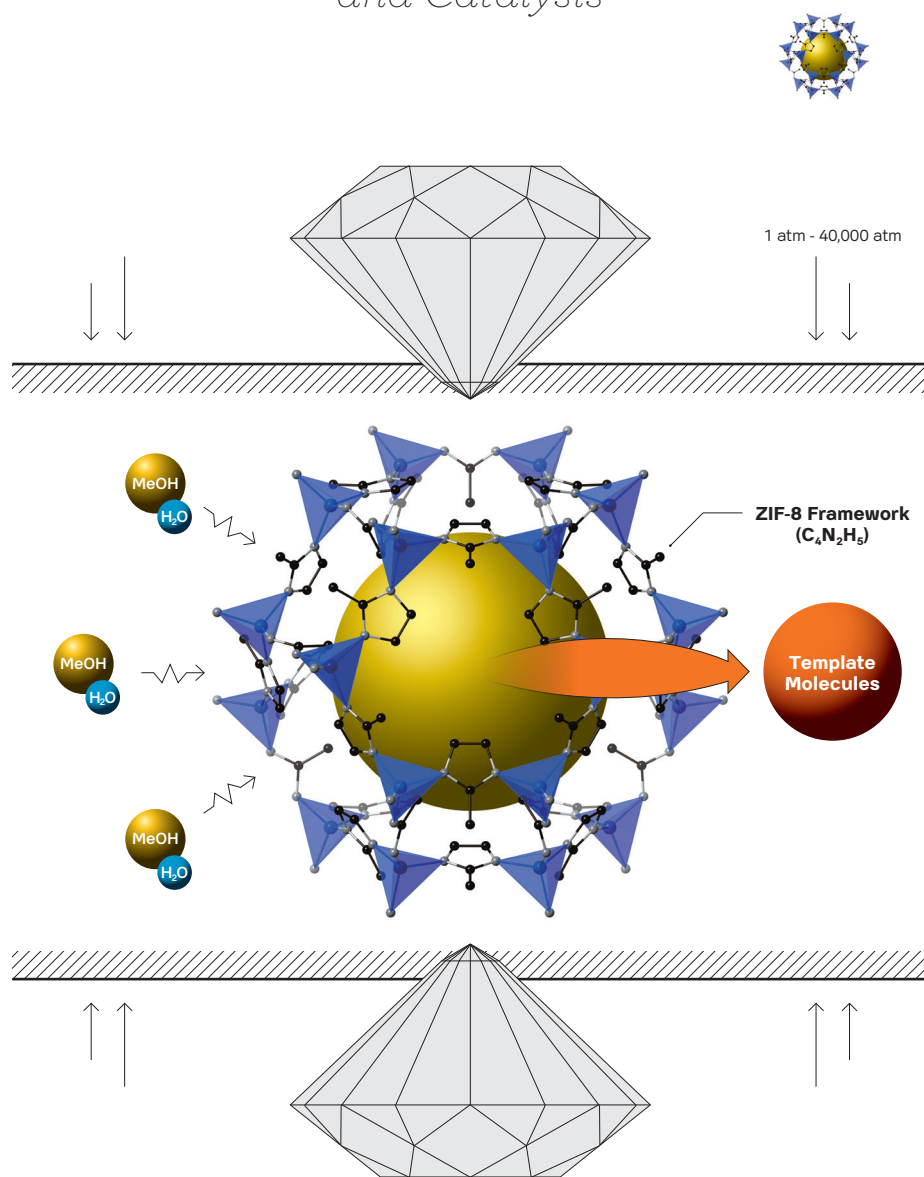 and Catalysis
1 atm - 40,000 atm
MeOH
H₂O
ZIF-8 Framework
(C₄N₂H₅)
MeOH
H₂O
Template
Molecules
MeOH
H₂O